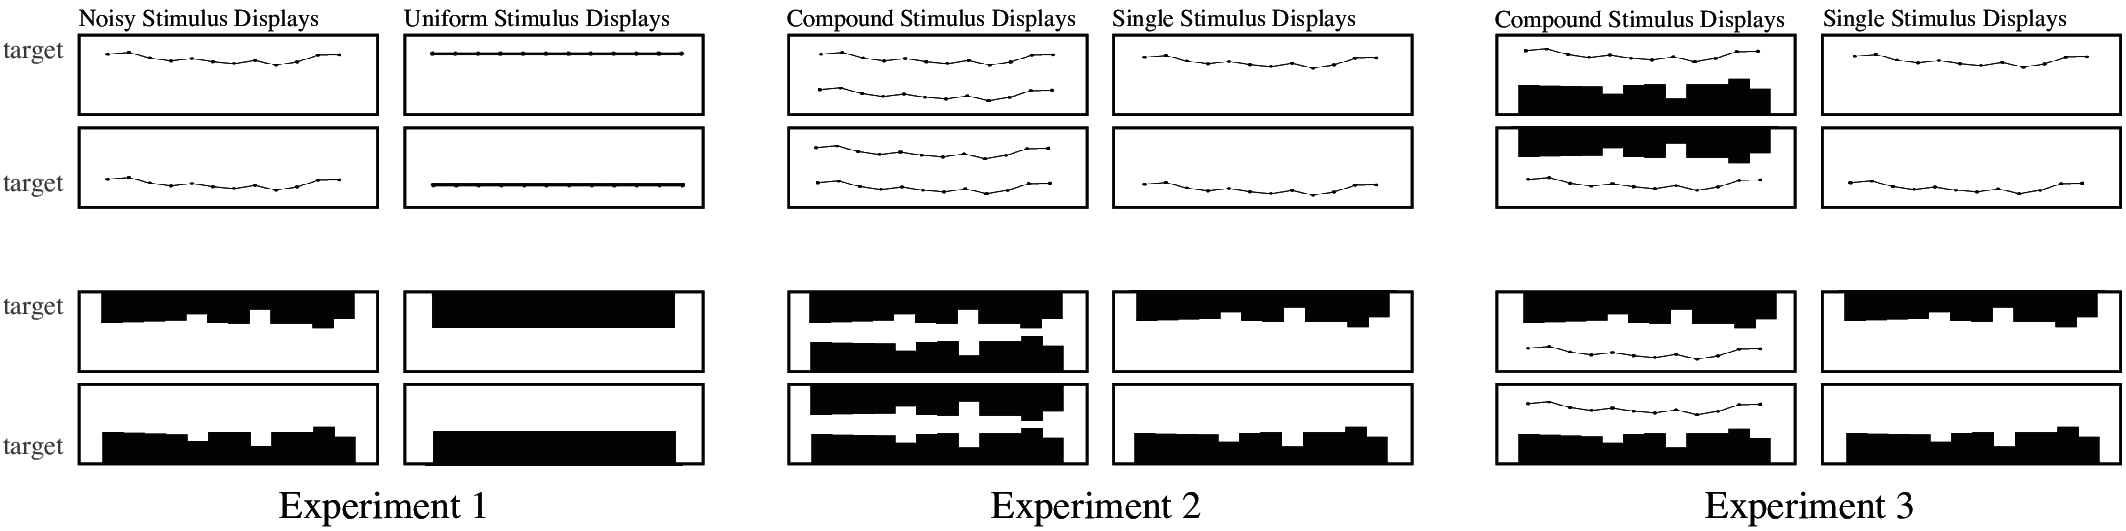 Noisy Stimulus Displays Uniform Stimulus Displays Compound Stimulus Displays Single Stimulus Displays Compound Stimulus Displays Single Stimulus Displays
target
target
target
target
Experiment 1 Experiment 2 Experiment 3